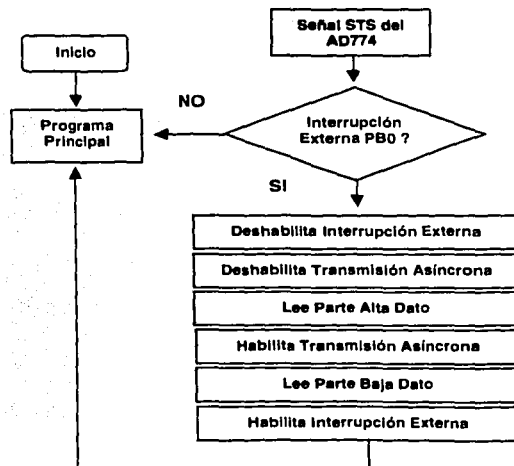 Señal STS del
AD774
Inicio
NO
Programa
Principal
Interrupción
Externa PB0 ?
SI
Deshabilita Interrupción Externa
Deshabilita Transmisión Asíncrona
Lee Parte Alta Dato
Habilita Transmisión Asíncrona
Lee Parte Baja Dato
Habilita Interrupción Externa